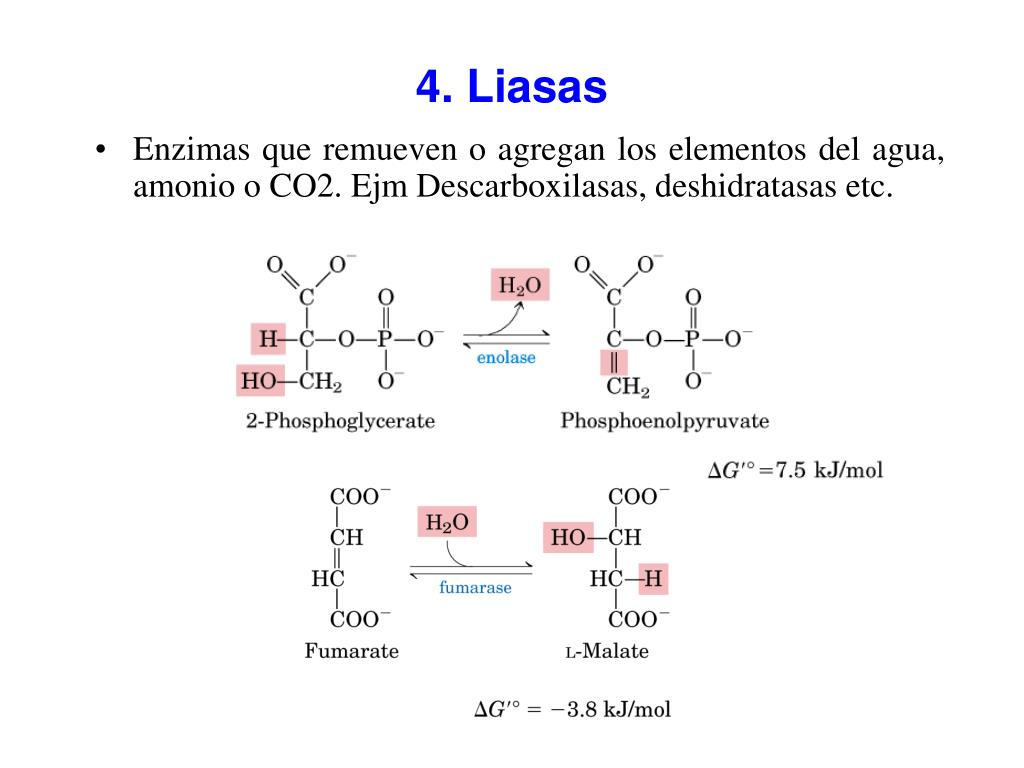 4. Liasas
• Enzimas que remueven o agregan los elementos del agua,
amonio o CO2. Ejm Descarboxilasas, deshidratasas etc.
O O⁻ O O⁻
H₂O
C O C O
H—C—O—P—O⁻ C—O—P—O⁻
enolase
HO—CH₂ O⁻ CH₂ O⁻
2-Phosphoglycerate Phosphoenolpyruvate
ΔG′° = 7.5 kJ/mol
COO⁻ COO⁻
H₂O
CH HO—CH
HC HC—H
fumarase
COO⁻ COO⁻
Fumarate L-Malate
ΔG′° = −3.8 kJ/mol